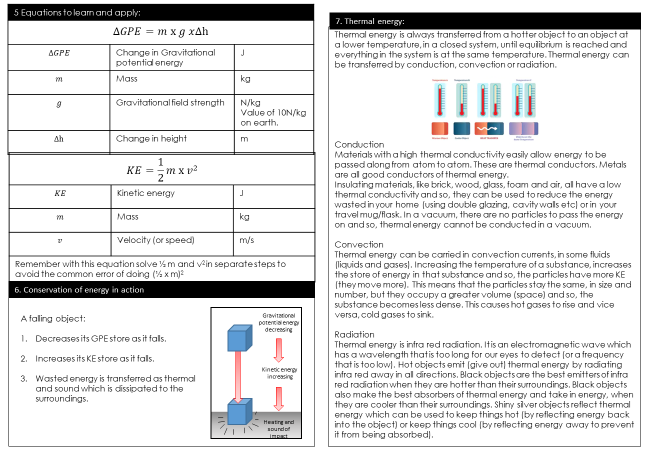 5 Equations to learn and apply:
ΔGPE = m x g xΔh
ΔGPE Change in Gravitational potential energy J
m Mass kg
g Gravitational field strength N/kg Value of 10N/kg on earth.
Δh Change in height m
KE = 1/2 m x v²
KE Kinetic energy J
m Mass kg
v Velocity (or speed) m/s
Remember with this equation solve ½ m and v² in separate steps to
avoid the common error of doing (½ x m)²
6. Conservation of energy in action
A falling object:
1. Decreases its GPE store as it falls.
2. Increases its KE store as it falls.
3. Wasted energy is transferred as thermal
and sound which is dissipated to the
surroundings.
Gravitational
potential energy
decreasing
Kinetic energy
increasing
Heating and
sound of
impact
7. Thermal energy:
Thermal energy is always transferred from a hotter object to an object at
a lower temperature, in a closed system, until equilibrium is reached and
everything in the system is at the same temperature. Thermal energy can
be transferred by conduction, convection or radiation.
Conduction
Materials with a high thermal conductivity easily allow energy to be
passed along from atom to atom. These are thermal conductors. Metals
are all good conductors of thermal energy.
Insulating materials, like brick, wood, glass, foam and air, all have a low
thermal conductivity and so, they can be used to reduce the energy
wasted in your home (using double glazing, cavity walls etc) or in your
travel mug/flask. In a vacuum, there are no particles to pass the energy
on and so, thermal energy cannot be conducted in a vacuum.
Convection
Thermal energy can be carried in convection currents, in some fluids
(liquids and gases). Increasing the temperature of a substance, increases
the store of energy in that substance and so, the particles have more KE
(they move more). This means that the particles stay the same, in size and
number, but they occupy a greater volume (space) and so, the
substance becomes less dense. This causes hot gases to rise and vice
versa, cold gases to sink.
Radiation
Thermal energy is infra red radiation. It is an electromagnetic wave which
has a wavelength that is too long for our eyes to detect (or a frequency
that is too low). Hot objects emit (give out) thermal energy by radiating
infra red away in all directions. Black objects are the best emitters of infra
red radiation when they are hotter than their surroundings. Black objects
also make the best absorbers of thermal energy and take in energy, when
they are cooler than their surroundings. Shiny silver objects reflect thermal
energy which can be used to keep things hot (by reflecting energy back
into the object) or keep things cool (by reflecting energy away to prevent
it from being absorbed).